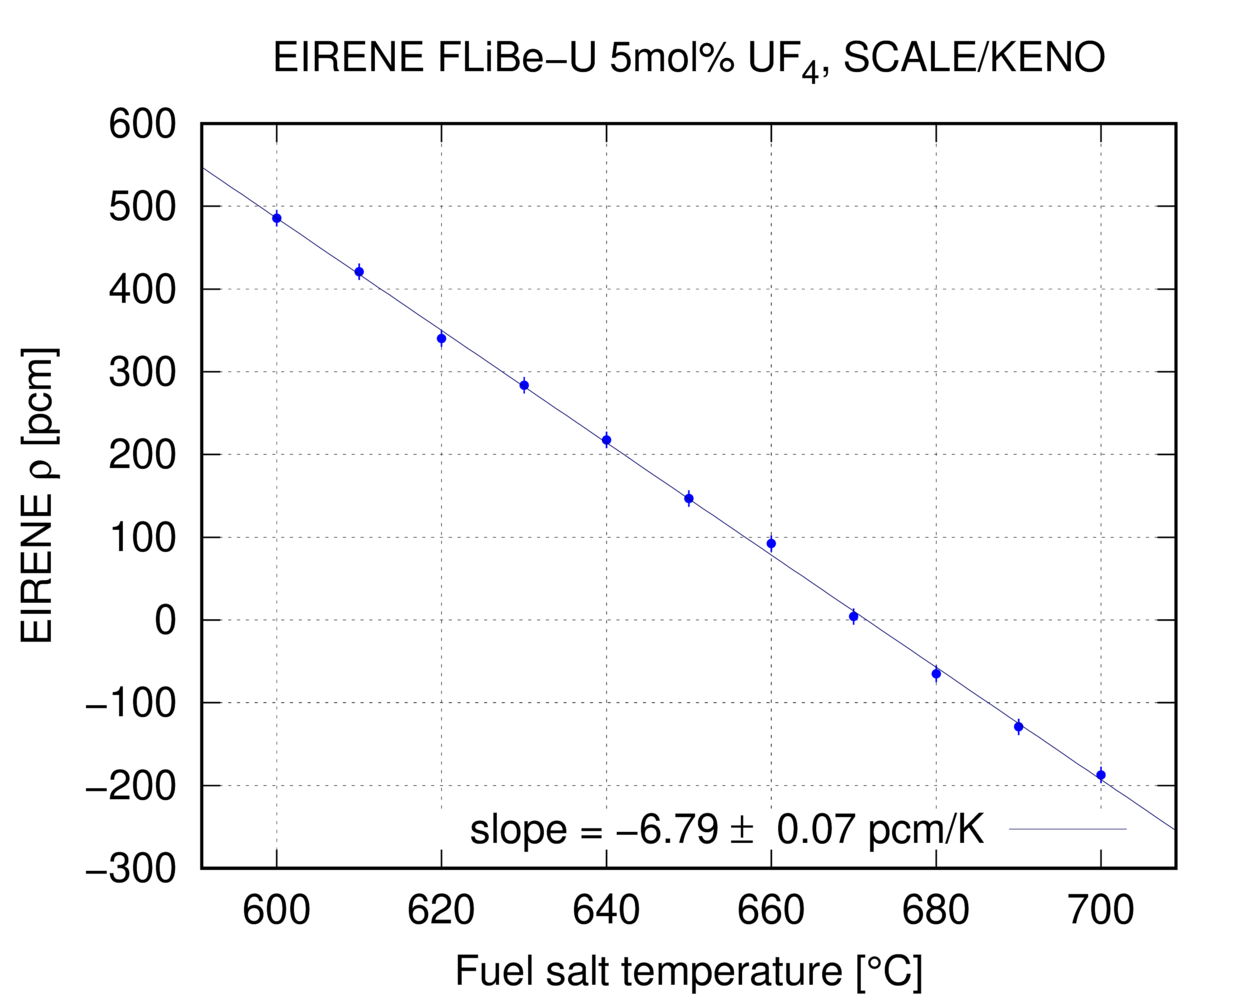 EIRENE FLiBe−U 5mol% UF4, SCALE/KENO
600
500
400
300
200
100
0
−100
−200
−300
EIRENE ρ [pcm]
slope = −6.79 ± 0.07 pcm/K
600 620 640 660 680 700
Fuel salt temperature [°C]